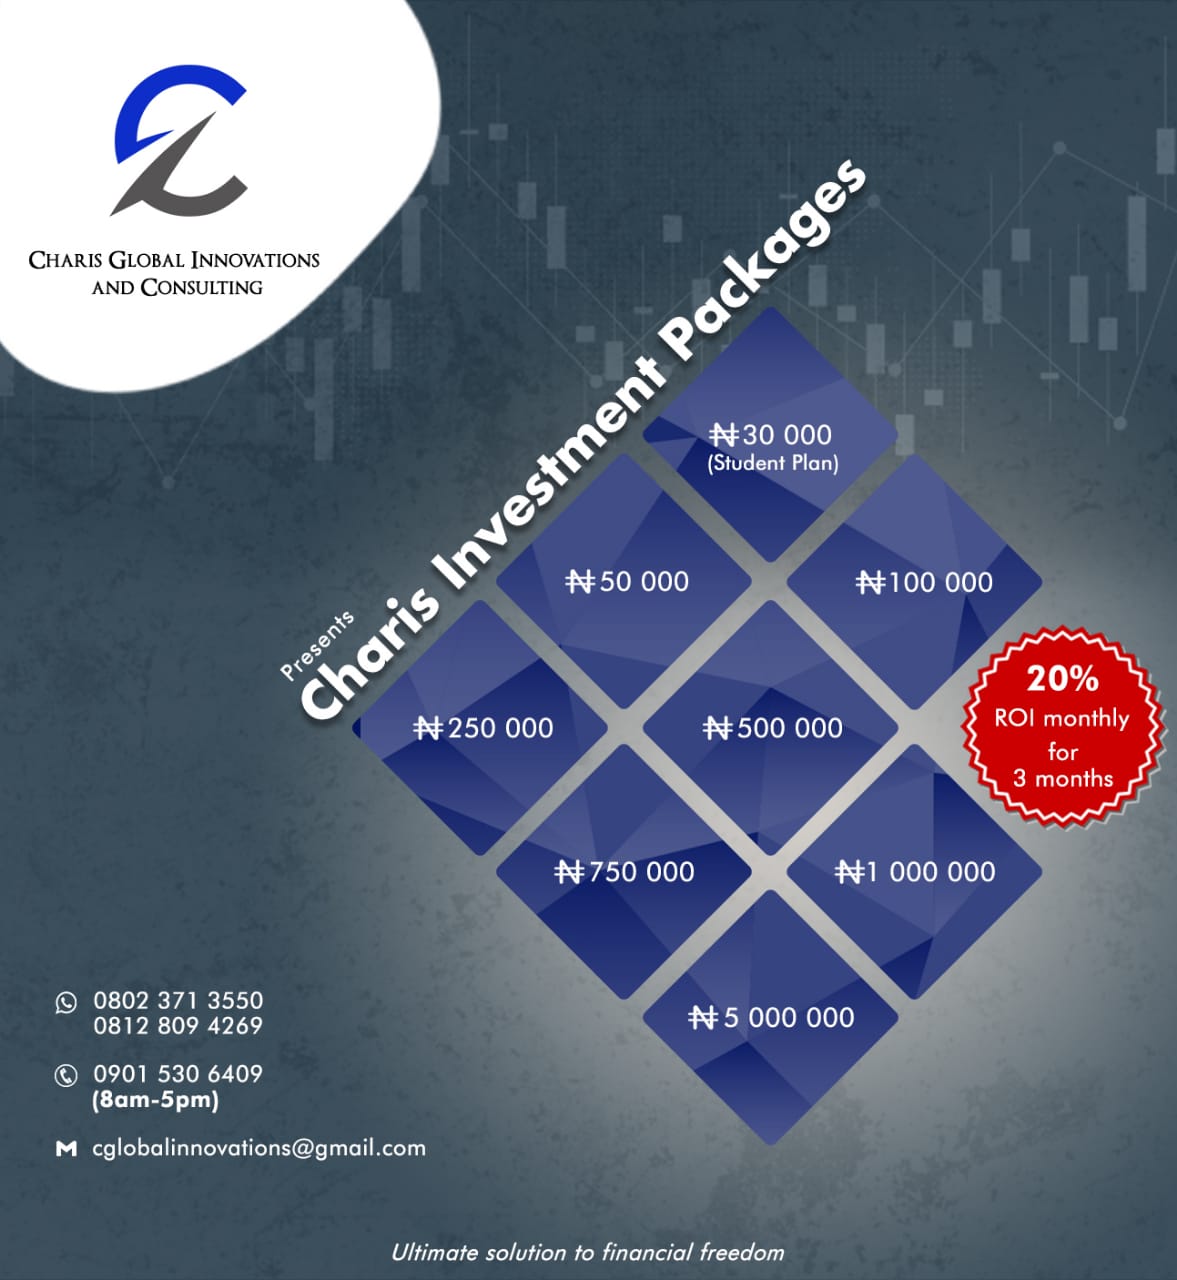 CHARIS GLOBAL INNOVATIONS
AND CONSULTING
Presents
Charis Investment Packages
₦30 000
(Student Plan)
₦50 000
₦100 000
₦250 000
₦500 000
₦750 000
₦1 000 000
₦5 000 000
20%
ROI monthly
for
3 months
0802 371 3550
0812 809 4269
0901 530 6409
(8am-5pm)
cglobalinnovations@gmail.com
Ultimate solution to financial freedom